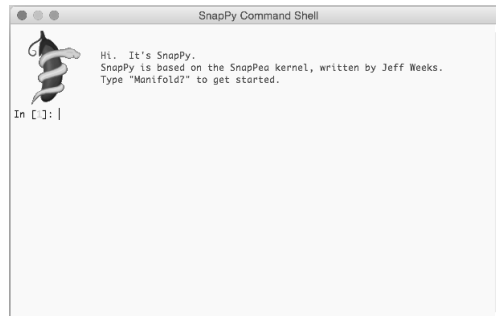 SnapPy Command Shell
Hi.  It's SnapPy.
SnapPy is based on the SnapPea kernel, written by Jeff Weeks.
Type "Manifold?" to get started.
In [1]: